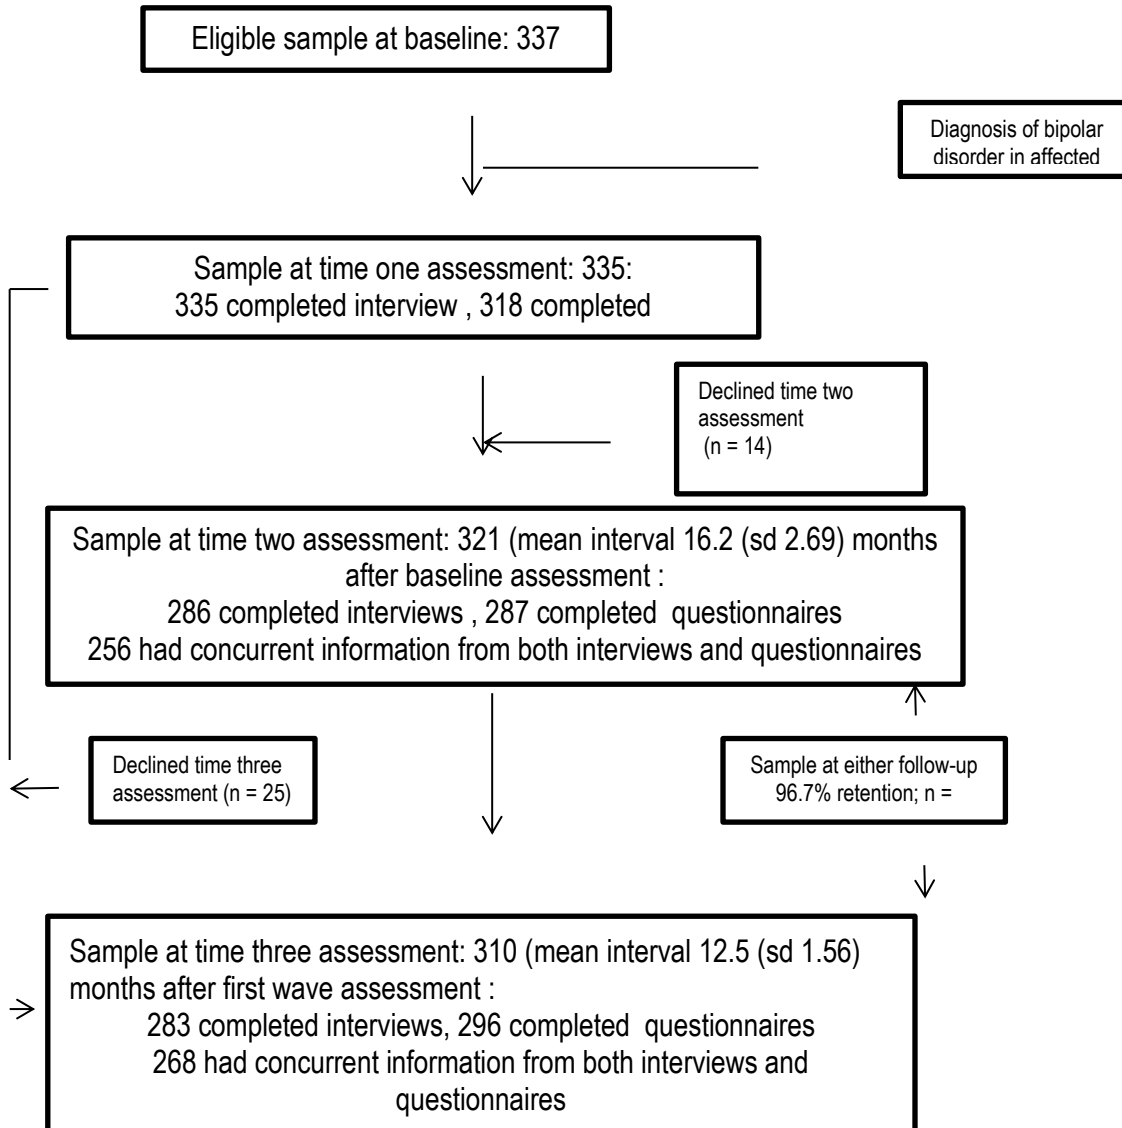 Eligible sample at baseline: 337
Diagnosis of bipolar
disorder in affected
Sample at time one assessment: 335:
335 completed interview , 318 completed
Declined time two
assessment
(n = 14)
Sample at time two assessment: 321 (mean interval 16.2 (sd 2.69) months
after baseline assessment :
286 completed interviews , 287 completed questionnaires
256 had concurrent information from both interviews and questionnaires
Declined time three
assessment (n = 25)
Sample at either follow-up
96.7% retention; n =
Sample at time three assessment: 310 (mean interval 12.5 (sd 1.56)
months after first wave assessment :
283 completed interviews, 296 completed questionnaires
268 had concurrent information from both interviews and
questionnaires